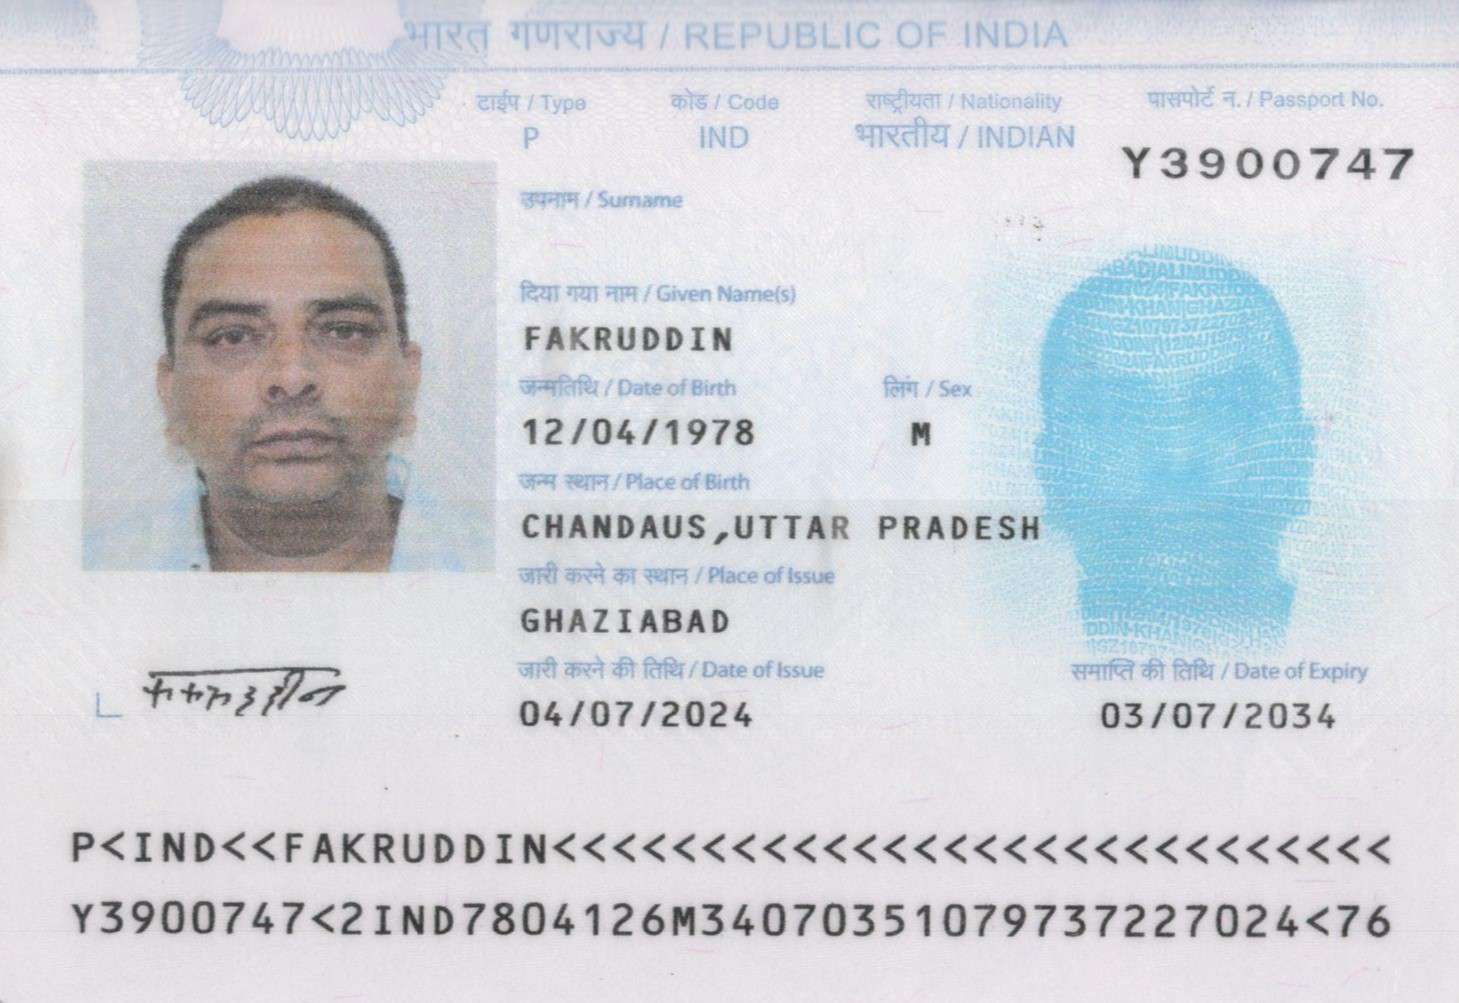 भारत गणराज्य / REPUBLIC OF INDIA
टाईप / Type कोड / Code राष्ट्रीयता / Nationality पासपोर्ट न. / Passport No.
P IND भारतीय / INDIAN Y3900747
उपनाम / Surname
दिया गया नाम / Given Name(s)
FAKRUDDIN
जन्मतिथि / Date of Birth लिंग / Sex
12/04/1978 M
जन्म स्थान / Place of Birth
CHANDAUS,UTTAR PRADESH
जारी करने का स्थान / Place of Issue
GHAZIABAD
जारी करने की तिथि / Date of Issue समाप्ति की तिथि / Date of Expiry
04/07/2024 03/07/2034
P<IND<<FAKRUDDIN<<<<<<<<<<<<<<<<<<<<<<<<<<<<
Y3900747<2IND7804126M3407035107973722​7024<76